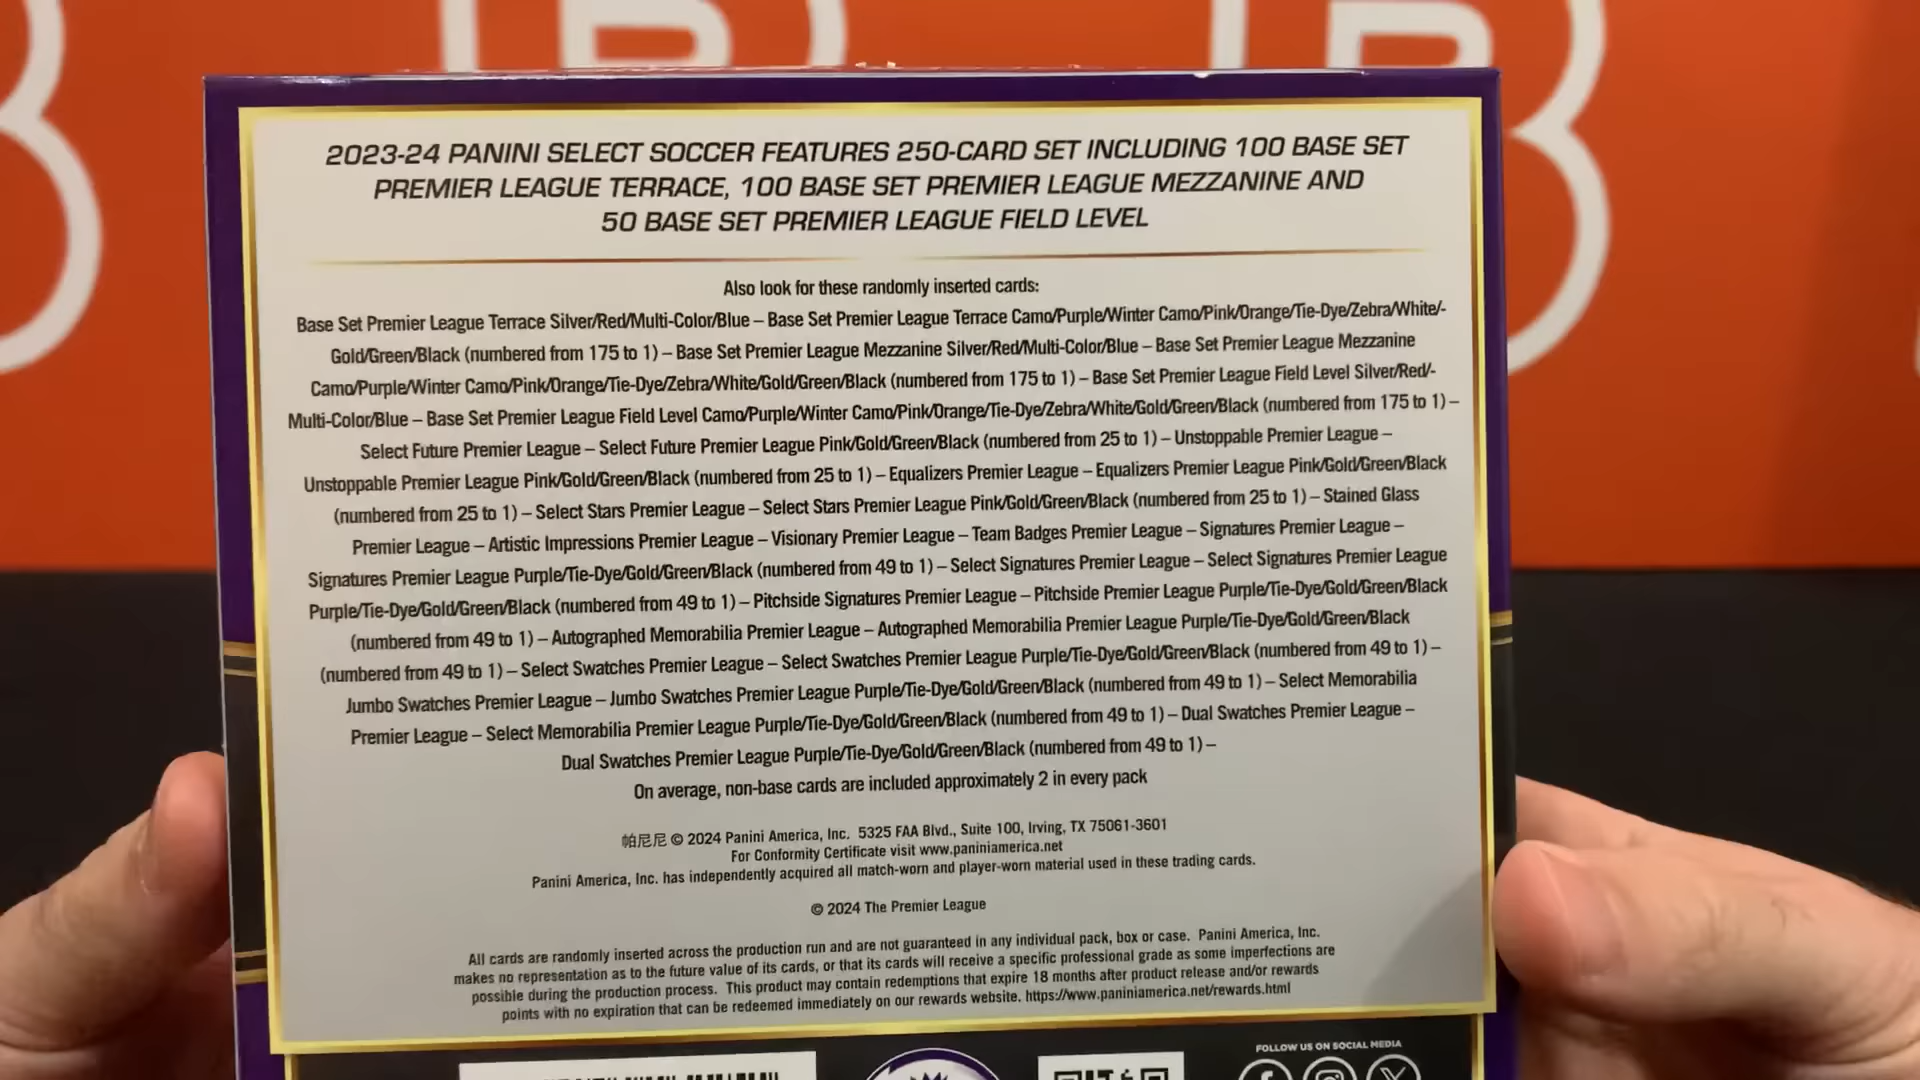 2023-24 PANINI SELECT SOCCER FEATURES 250-CARD SET INCLUDING 100 BASE SET
PREMIER LEAGUE TERRACE, 100 BASE SET PREMIER LEAGUE MEZZANINE AND
50 BASE SET PREMIER LEAGUE FIELD LEVEL
Also look for these randomly inserted cards:
Base Set Premier League Terrace Silver/Red/Multi-Color/Blue – Base Set Premier League Terrace Camo/Purple/Winter Camo/Pink/Orange/Tie-Dye/Zebra/White/-
Gold/Green/Black (numbered from 175 to 1) – Base Set Premier League Mezzanine Silver/Red/Multi-Color/Blue – Base Set Premier League Mezzanine
Camo/Purple/Winter Camo/Pink/Orange/Tie-Dye/Zebra/White/Gold/Green/Black (numbered from 175 to 1) – Base Set Premier League Field Level Silver/Red/-
Multi-Color/Blue – Base Set Premier League Field Level Camo/Purple/Winter Camo/Pink/Orange/Tie-Dye/Zebra/White/Gold/Green/Black (numbered from 175 to 1) –
Select Future Premier League – Select Future Premier League Pink/Gold/Green/Black (numbered from 25 to 1) – Unstoppable Premier League –
Unstoppable Premier League Pink/Gold/Green/Black (numbered from 25 to 1) – Equalizers Premier League – Equalizers Premier League Pink/Gold/Green/Black
(numbered from 25 to 1) – Select Stars Premier League – Select Stars Premier League Pink/Gold/Green/Black (numbered from 25 to 1) – Stained Glass
Premier League – Artistic Impressions Premier League – Visionary Premier League – Team Badges Premier League – Signatures Premier League –
Signatures Premier League Purple/Tie-Dye/Gold/Green/Black (numbered from 49 to 1) – Select Signatures Premier League – Select Signatures Premier League
Purple/Tie-Dye/Gold/Green/Black (numbered from 49 to 1) – Pitchside Signatures Premier League – Pitchside Premier League Purple/Tie-Dye/Gold/Green/Black
(numbered from 49 to 1) – Autographed Memorabilia Premier League – Autographed Memorabilia Premier League Purple/Tie-Dye/Gold/Green/Black
(numbered from 49 to 1) – Select Swatches Premier League – Select Swatches Premier League Purple/Tie-Dye/Gold/Green/Black (numbered from 49 to 1) –
Jumbo Swatches Premier League – Jumbo Swatches Premier League Purple/Tie-Dye/Gold/Green/Black (numbered from 49 to 1) – Select Memorabilia
Premier League – Select Memorabilia Premier League Purple/Tie-Dye/Gold/Green/Black (numbered from 49 to 1) – Dual Swatches Premier League –
Dual Swatches Premier League Purple/Tie-Dye/Gold/Green/Black (numbered from 49 to 1) –
On average, non-base cards are included approximately 2 in every pack
帕尼尼 © 2024 Panini America, Inc. 5325 FAA Blvd., Suite 100, Irving, TX 75061-3601
For Conformity Certificate visit www.paniniamerica.net
Panini America, Inc. has independently acquired all match-worn and player-worn material used in these trading cards.
© 2024 The Premier League
All cards are randomly inserted across the production run and are not guaranteed in any individual pack, box or case. Panini America, Inc.
makes no representation as to the future value of its cards, or that its cards will receive a specific professional grade as some imperfections are
possible during the production process. This product may contain redemptions that expire 18 months after product release and/or rewards
points with no expiration that can be redeemed immediately on our rewards website. https://www.paniniamerica.net/rewards.html
FOLLOW US ON SOCIAL MEDIA